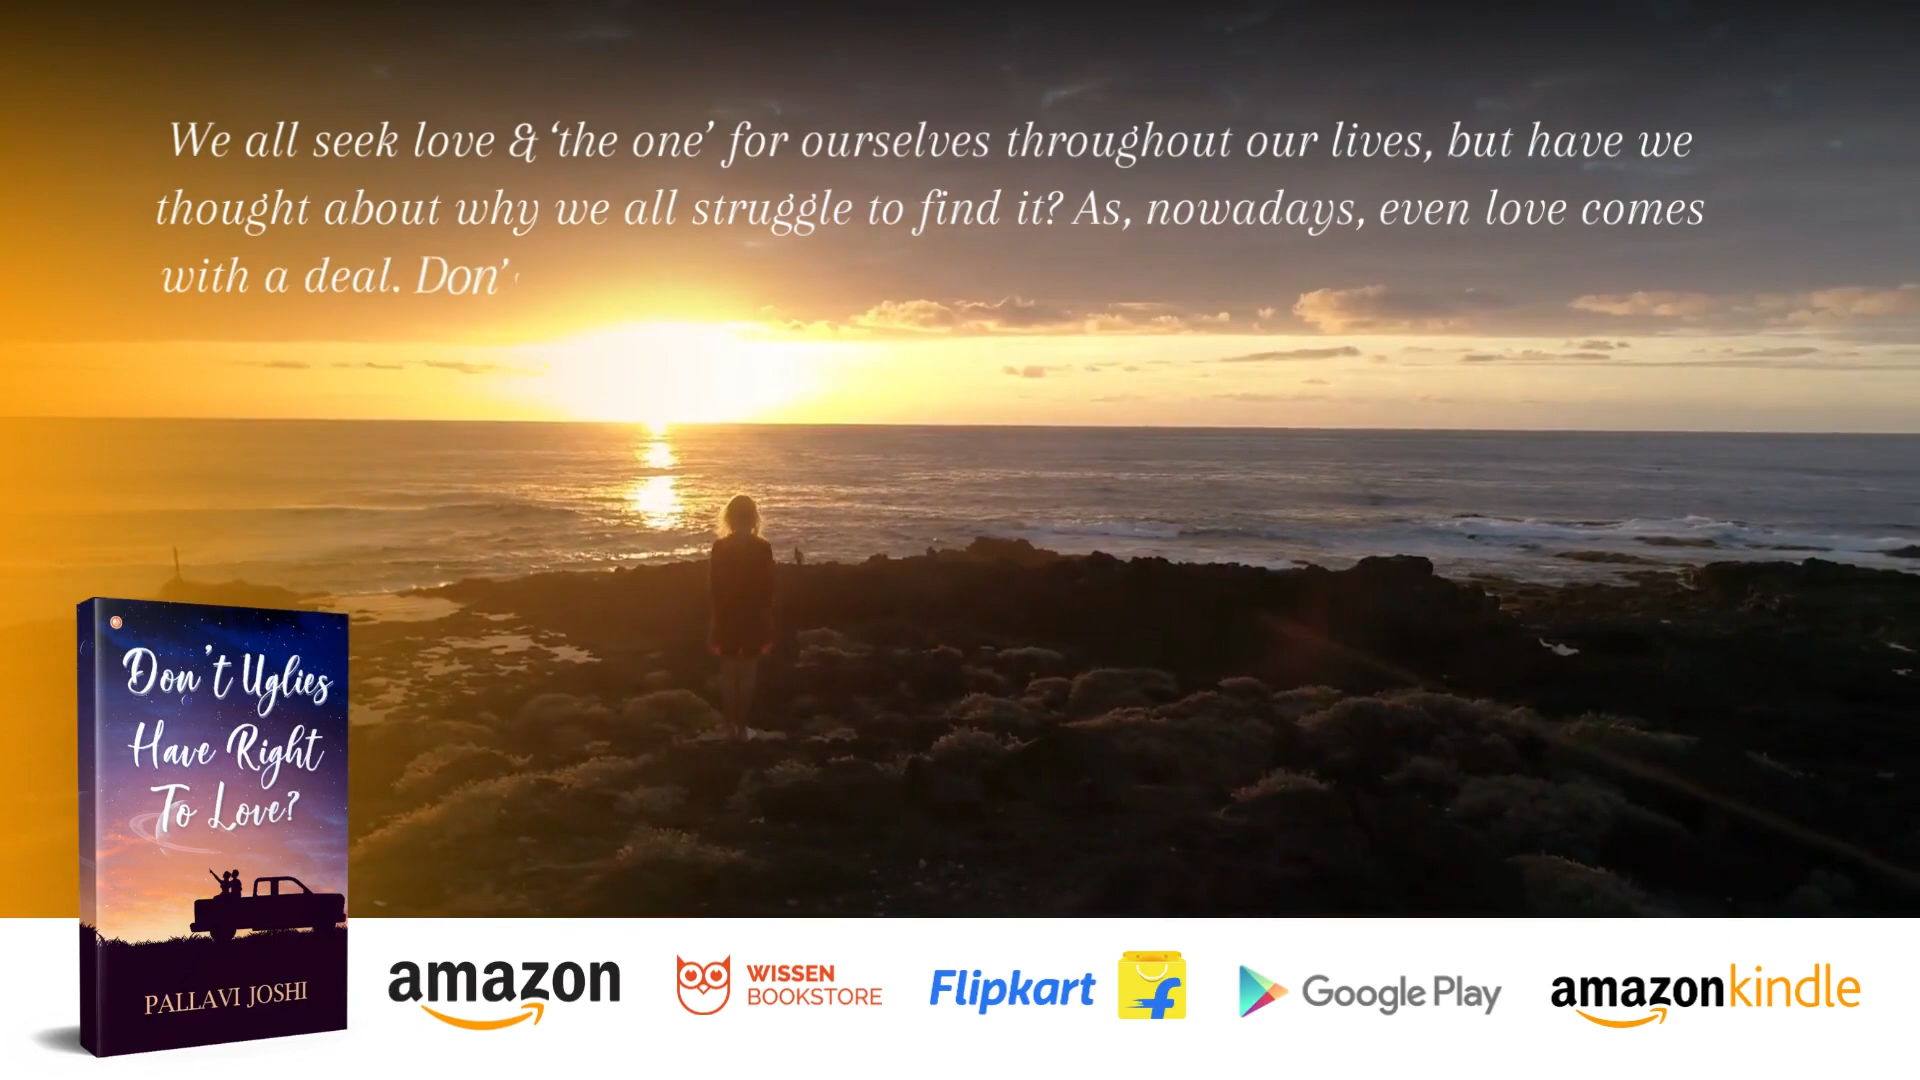 We all seek love & ‘the one’ for ourselves throughout our lives, but have we
thought about why we all struggle to find it? As, nowadays, even love comes
with a deal. Don’
Don’t Uglies
Have Right
To Love?
PALLAVI JOSHI
amazon
WISSEN
BOOKSTORE
Flipkart
Google Play
amazonkindle